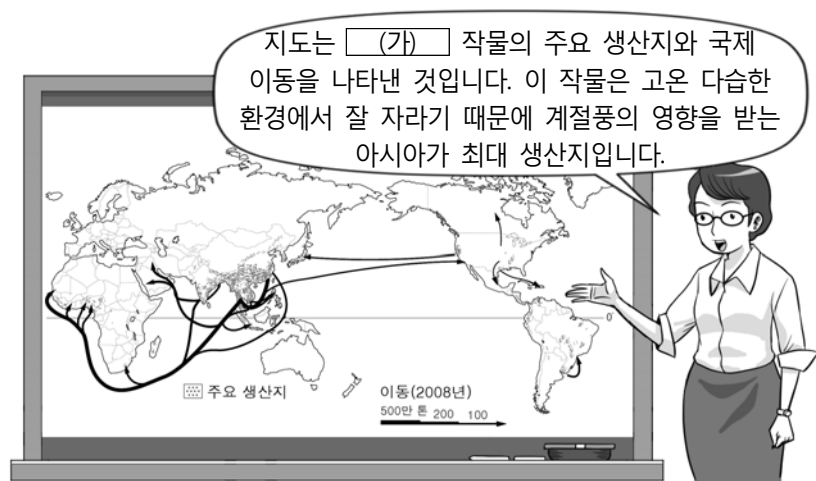 지도는 (가) 작물의 주요 생산지와 국제
이동을 나타낸 것입니다. 이 작물은 고온 다습한
환경에서 잘 자라기 때문에 계절풍의 영향을 받는
아시아가 최대 생산지입니다.
0°
주요 생산지
이동(2008년)
500만 톤 200 100